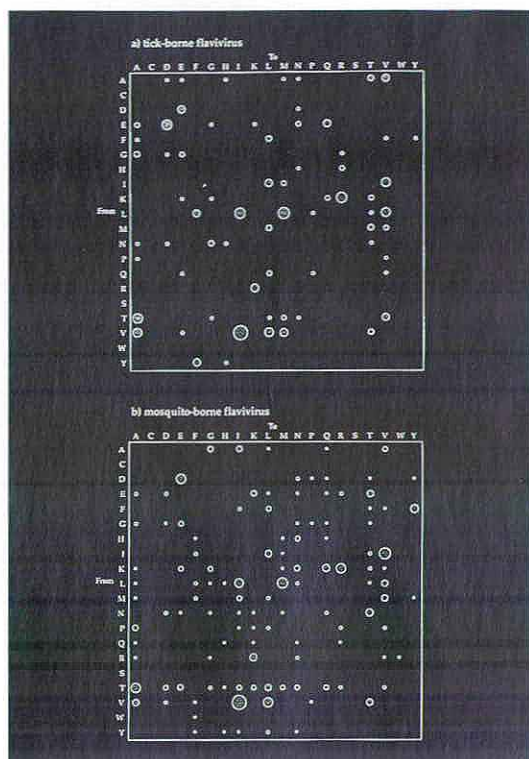 a) tick-borne flavivirus
To
A C D E F G H I K L M N P Q R S T V W Y
A
C
D
E
F
G
H
I
K
From L
M
N
P
Q
R
S
T
V
W
Y
b) mosquito-borne flavivirus
To
A C D E F G H I K L M N P Q R S T V W Y
A
C
D
E
F
G
H
I
K
From L
M
N
P
Q
R
S
T
V
W
Y